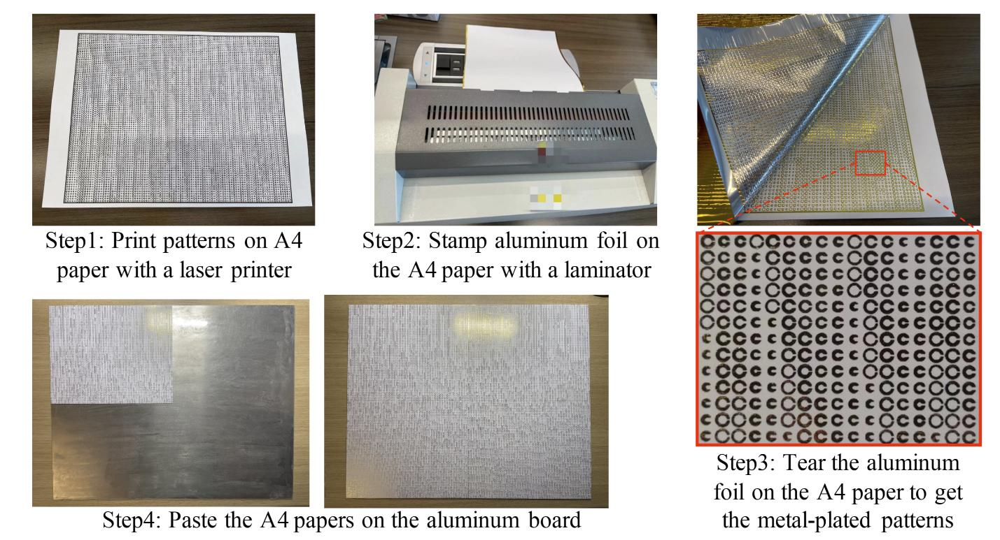 Step1: Print patterns on A4
paper with a laser printer
Step2: Stamp aluminum foil on
the A4 paper with a laminator
Step3: Tear the aluminum
foil on the A4 paper to get
the metal-plated patterns
Step4: Paste the A4 papers on the aluminum board